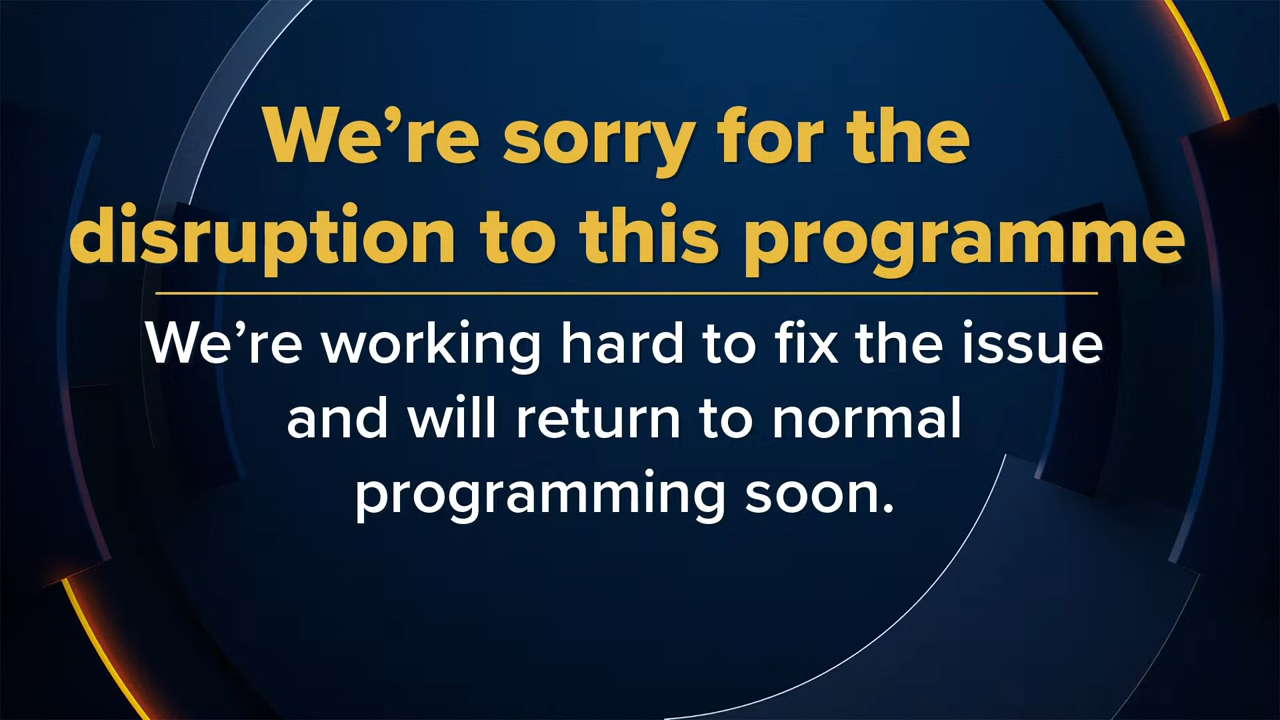 We’re sorry for the
disruption to this programme
We’re working hard to fix the issue
and will return to normal
programming soon.